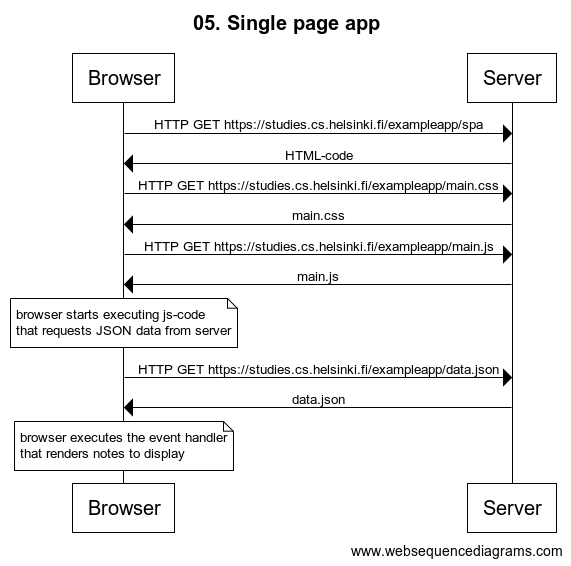 05. Single page app
Browser
Server
HTTP GET https://studies.cs.helsinki.fi/exampleapp/spa
HTML-code
HTTP GET https://studies.cs.helsinki.fi/exampleapp/main.css
main.css
HTTP GET https://studies.cs.helsinki.fi/exampleapp/main.js
main.js
browser starts executing js-code
that requests JSON data from server
HTTP GET https://studies.cs.helsinki.fi/exampleapp/data.json
data.json
browser executes the event handler
that renders notes to display
Browser
Server
www.websequencediagrams.com